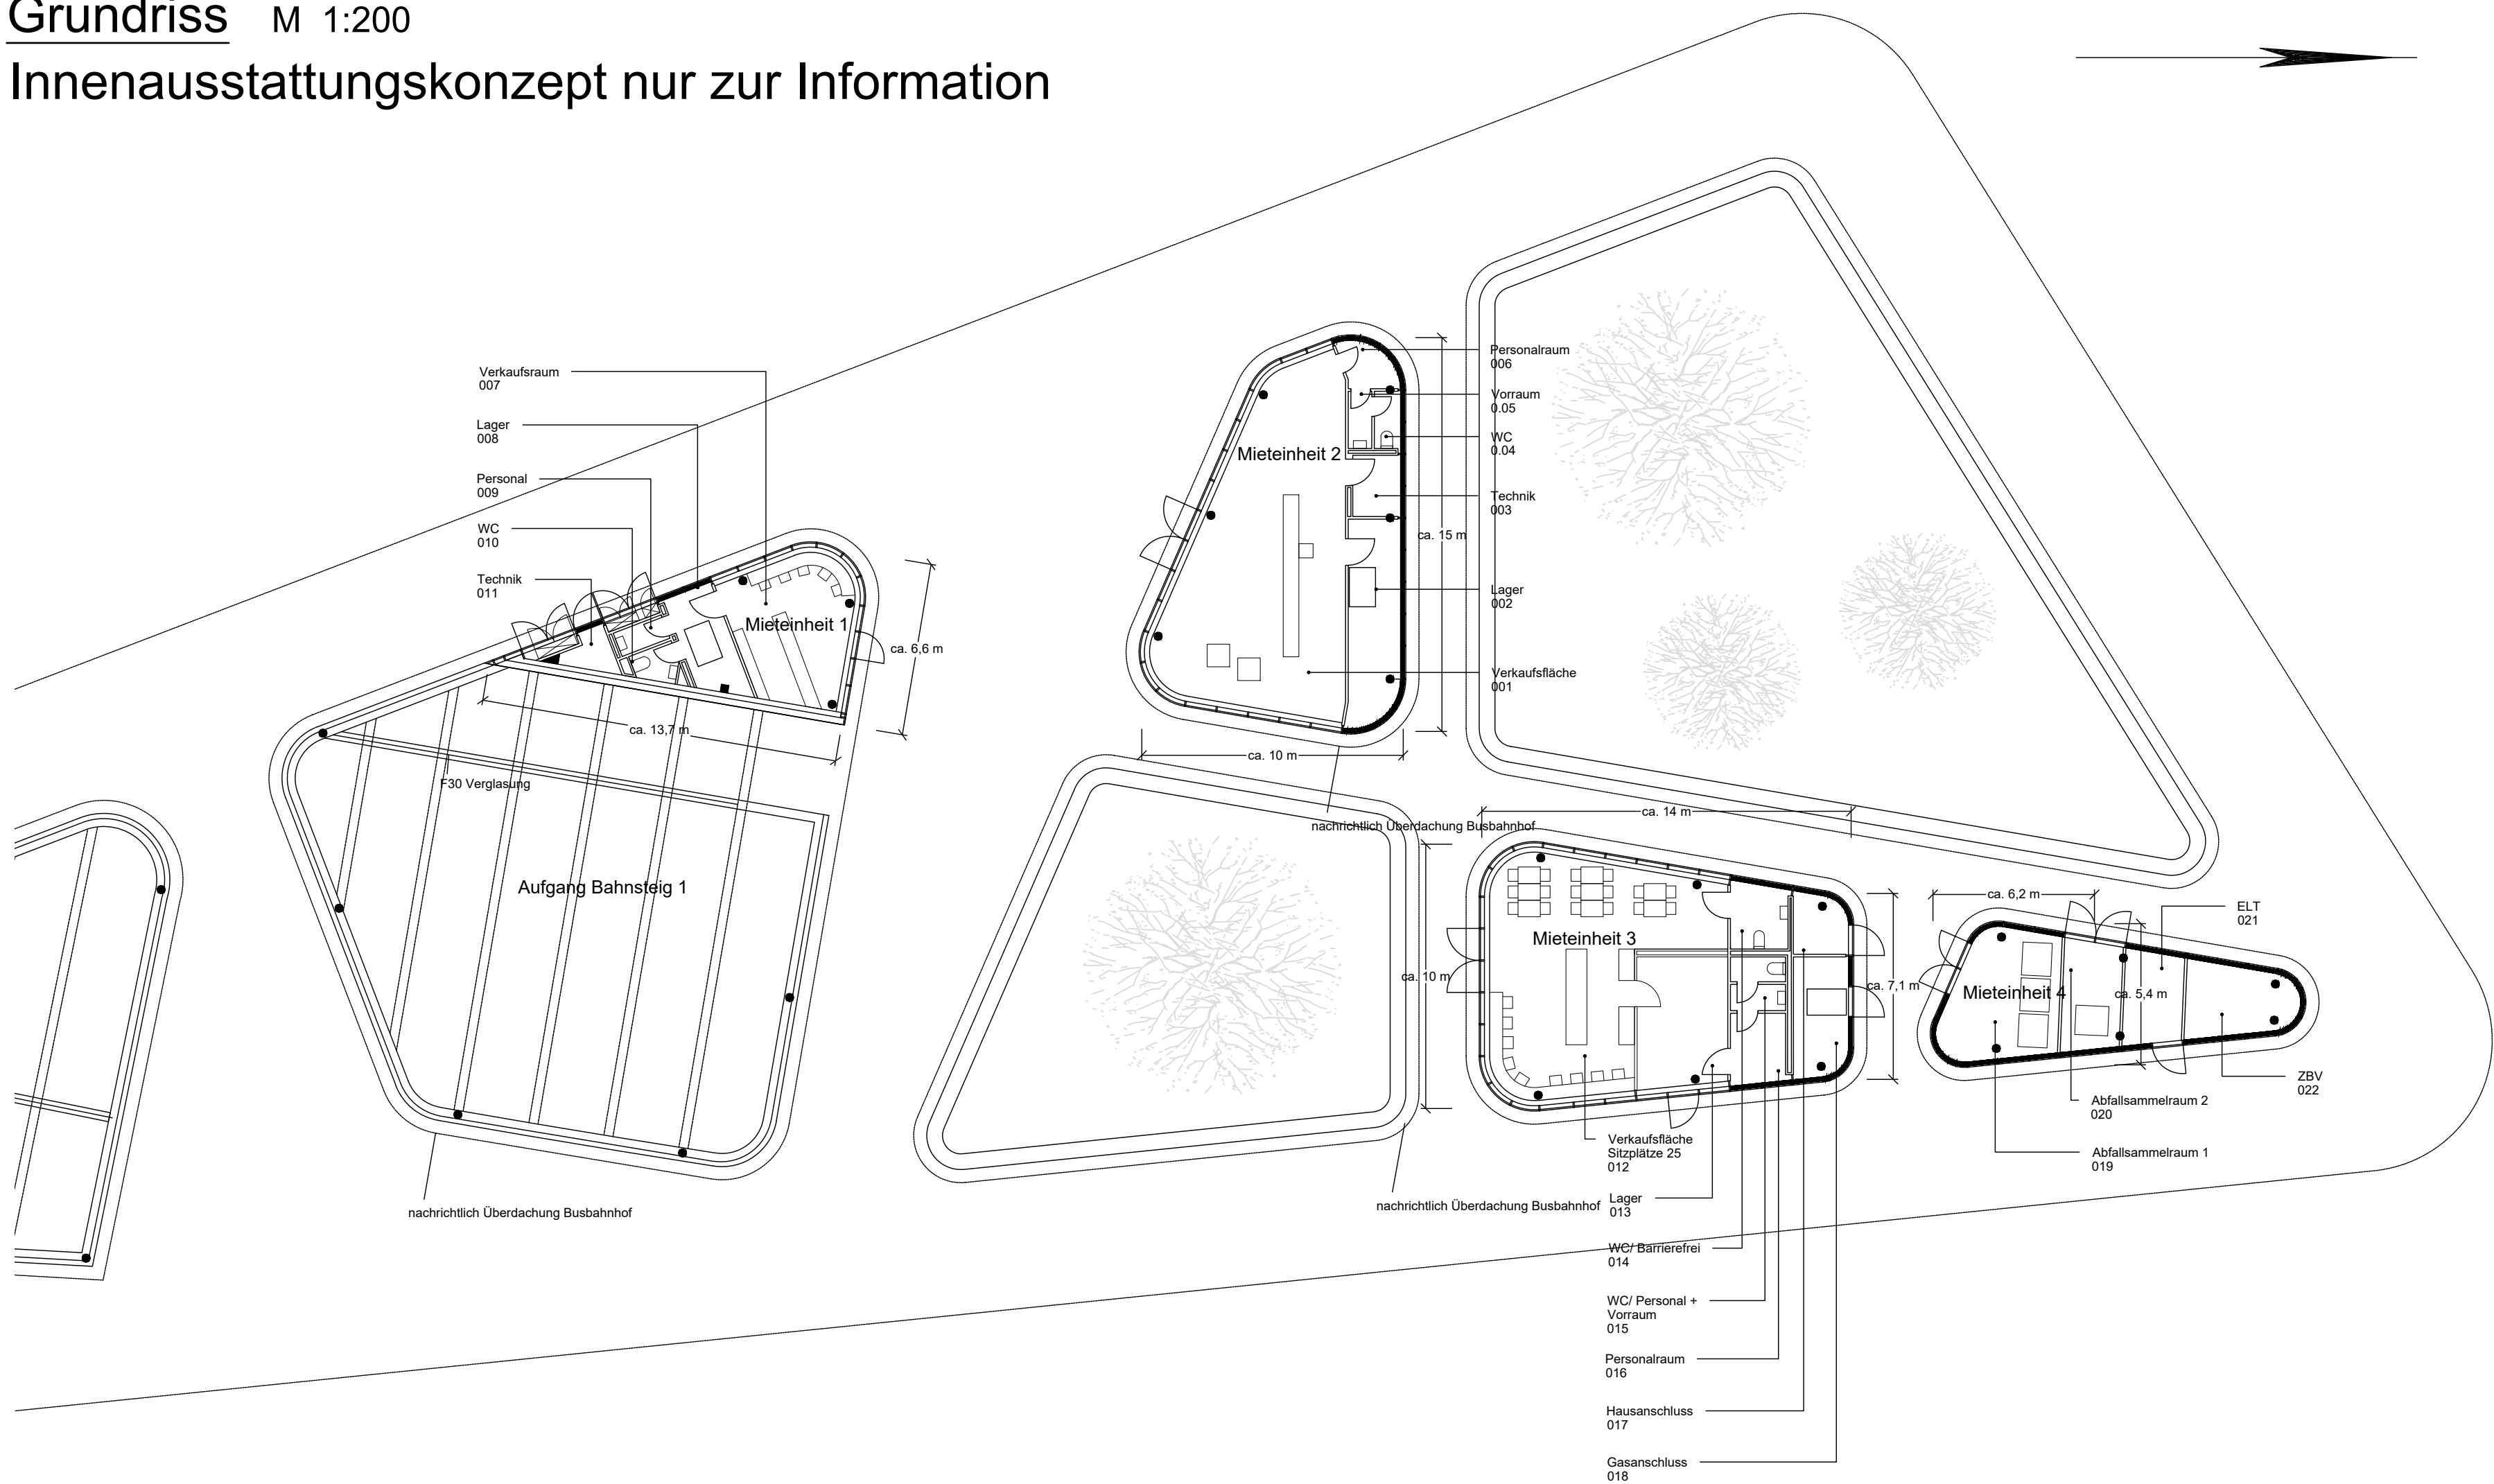 Grundriss M 1:200
Innenausstattungskonzept nur zur Information
Verkaufsraum
007
Lager
008
Personal
009
WC
010
Technik
011
Mieteinheit 1
ca. 6,6 m
ca. 13,7 m
F30 Verglasung
Aufgang Bahnsteig 1
nachrichtlich Überdachung Busbahnhof
Mieteinheit 2
Personalraum
006
Vorraum
0.05
WC
0.04
Technik
003
ca. 15 m
Lager
002
Verkaufsfläche
001
ca. 10 m
nachrichtlich Überdachung Busbahnhof
ca. 14 m
Mieteinheit 3
ca. 10 m
ca. 7,1 m
Verkaufsfläche
Sitzplätze 25
012
nachrichtlich Überdachung Busbahnhof
Lager
013
WC/ Barrierefrei
014
WC/ Personal +
Vorraum
015
Personalraum
016
Hausanschluss
017
Gasanschluss
018
ca. 6,2 m
ELT
021
Mieteinheit 4
ca. 5,4 m
ZBV
022
Abfallsammelraum 2
020
Abfallsammelraum 1
019